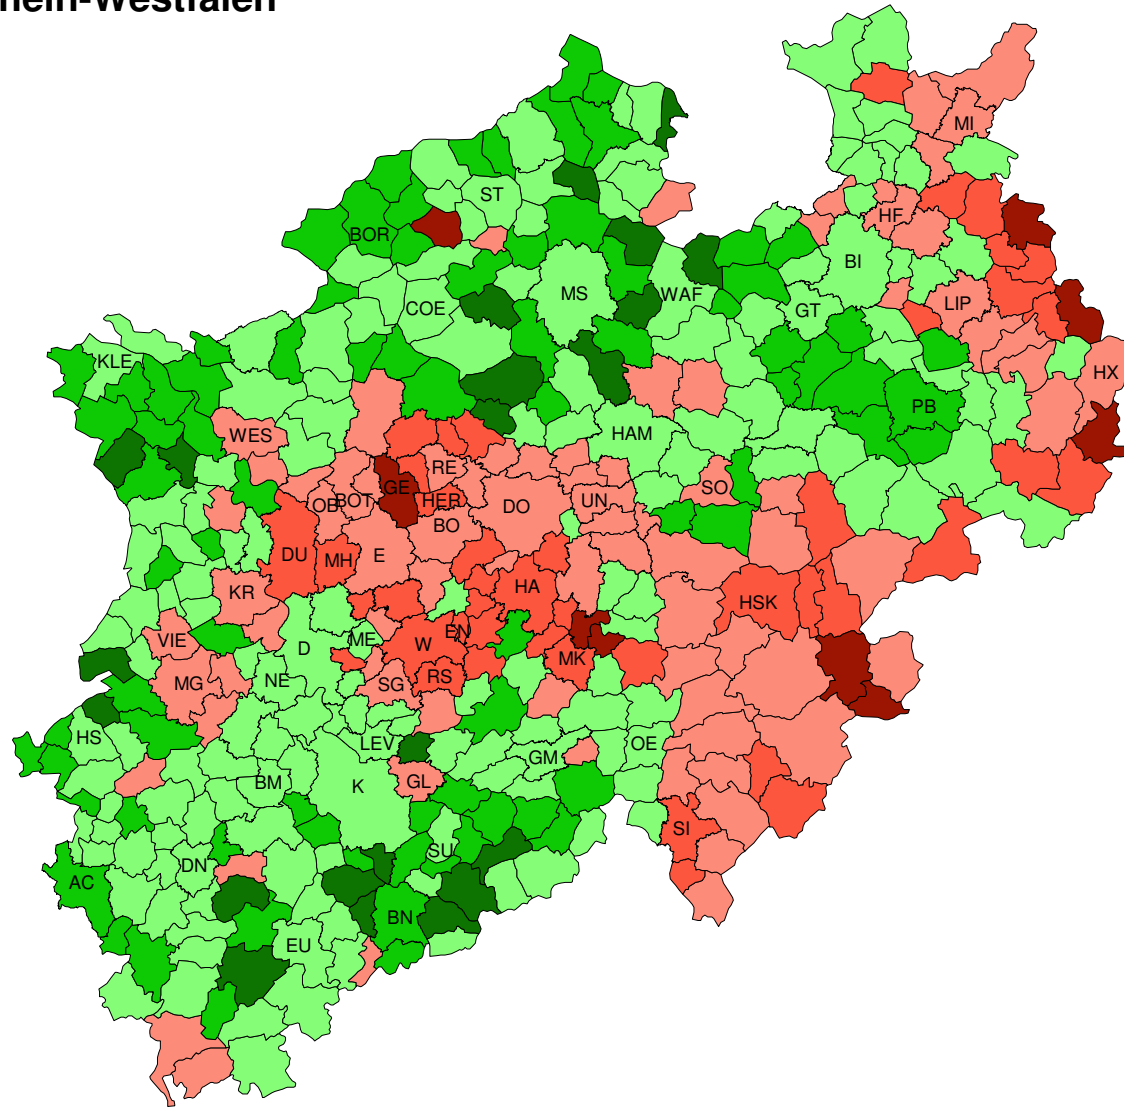 hein-Westfalen
MI
ST
HF
BOR
BI
MS
WAF
LIP
COE
GT
KLE
HX
PB
WES
HAM
RE
GE
SO
OB
BOT
HER
DO
UN
BO
DU
MH
E
KR
HA
HSK
VIE
ME
EN
D
W
MK
MG
NE
SG
RS
HS
LEV
GM
OE
BM
K
GL
SI
SU
DN
AC
BN
EU